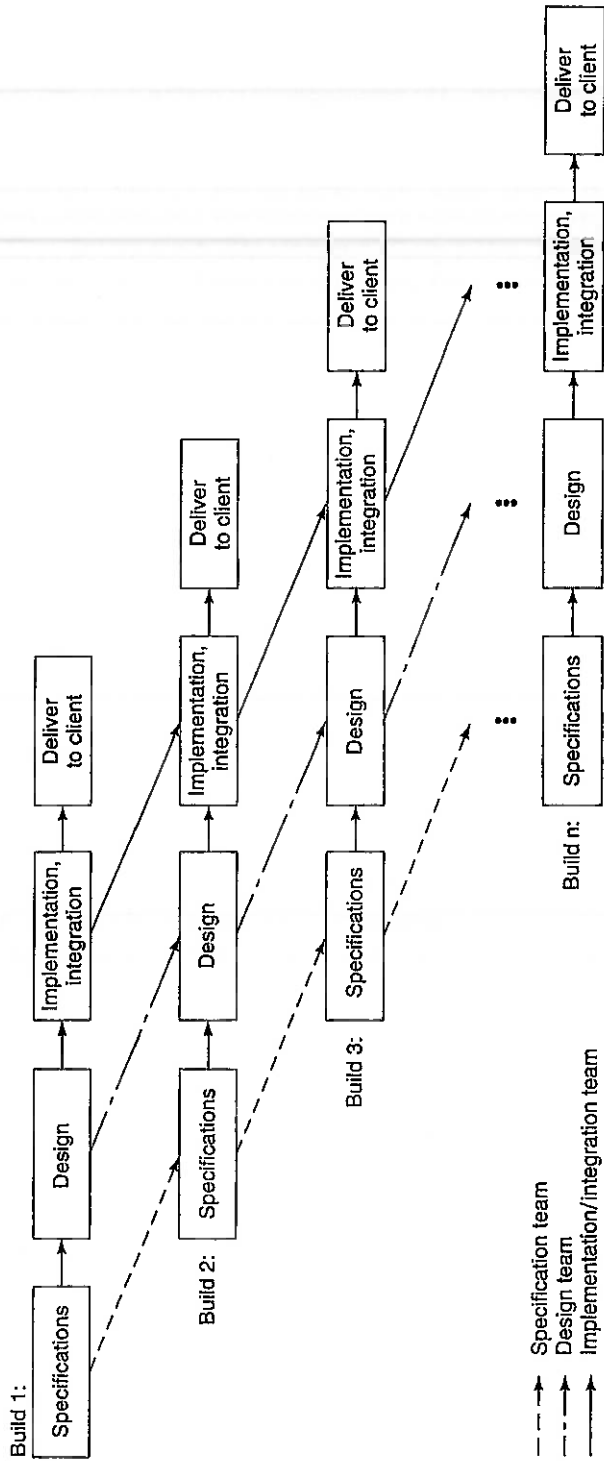 Build 1:
Specifications
Design
Implementation,
integration
Deliver
to client
Build 2:
Specifications
Design
Implementation,
integration
Deliver
to client
Build 3:
Specifications
Design
Implementation,
integration
Deliver
to client
...
...
...
Build n:
Specifications
Design
Implementation,
integration
Deliver
to client
Specification team
Design team
Implementation/integration team